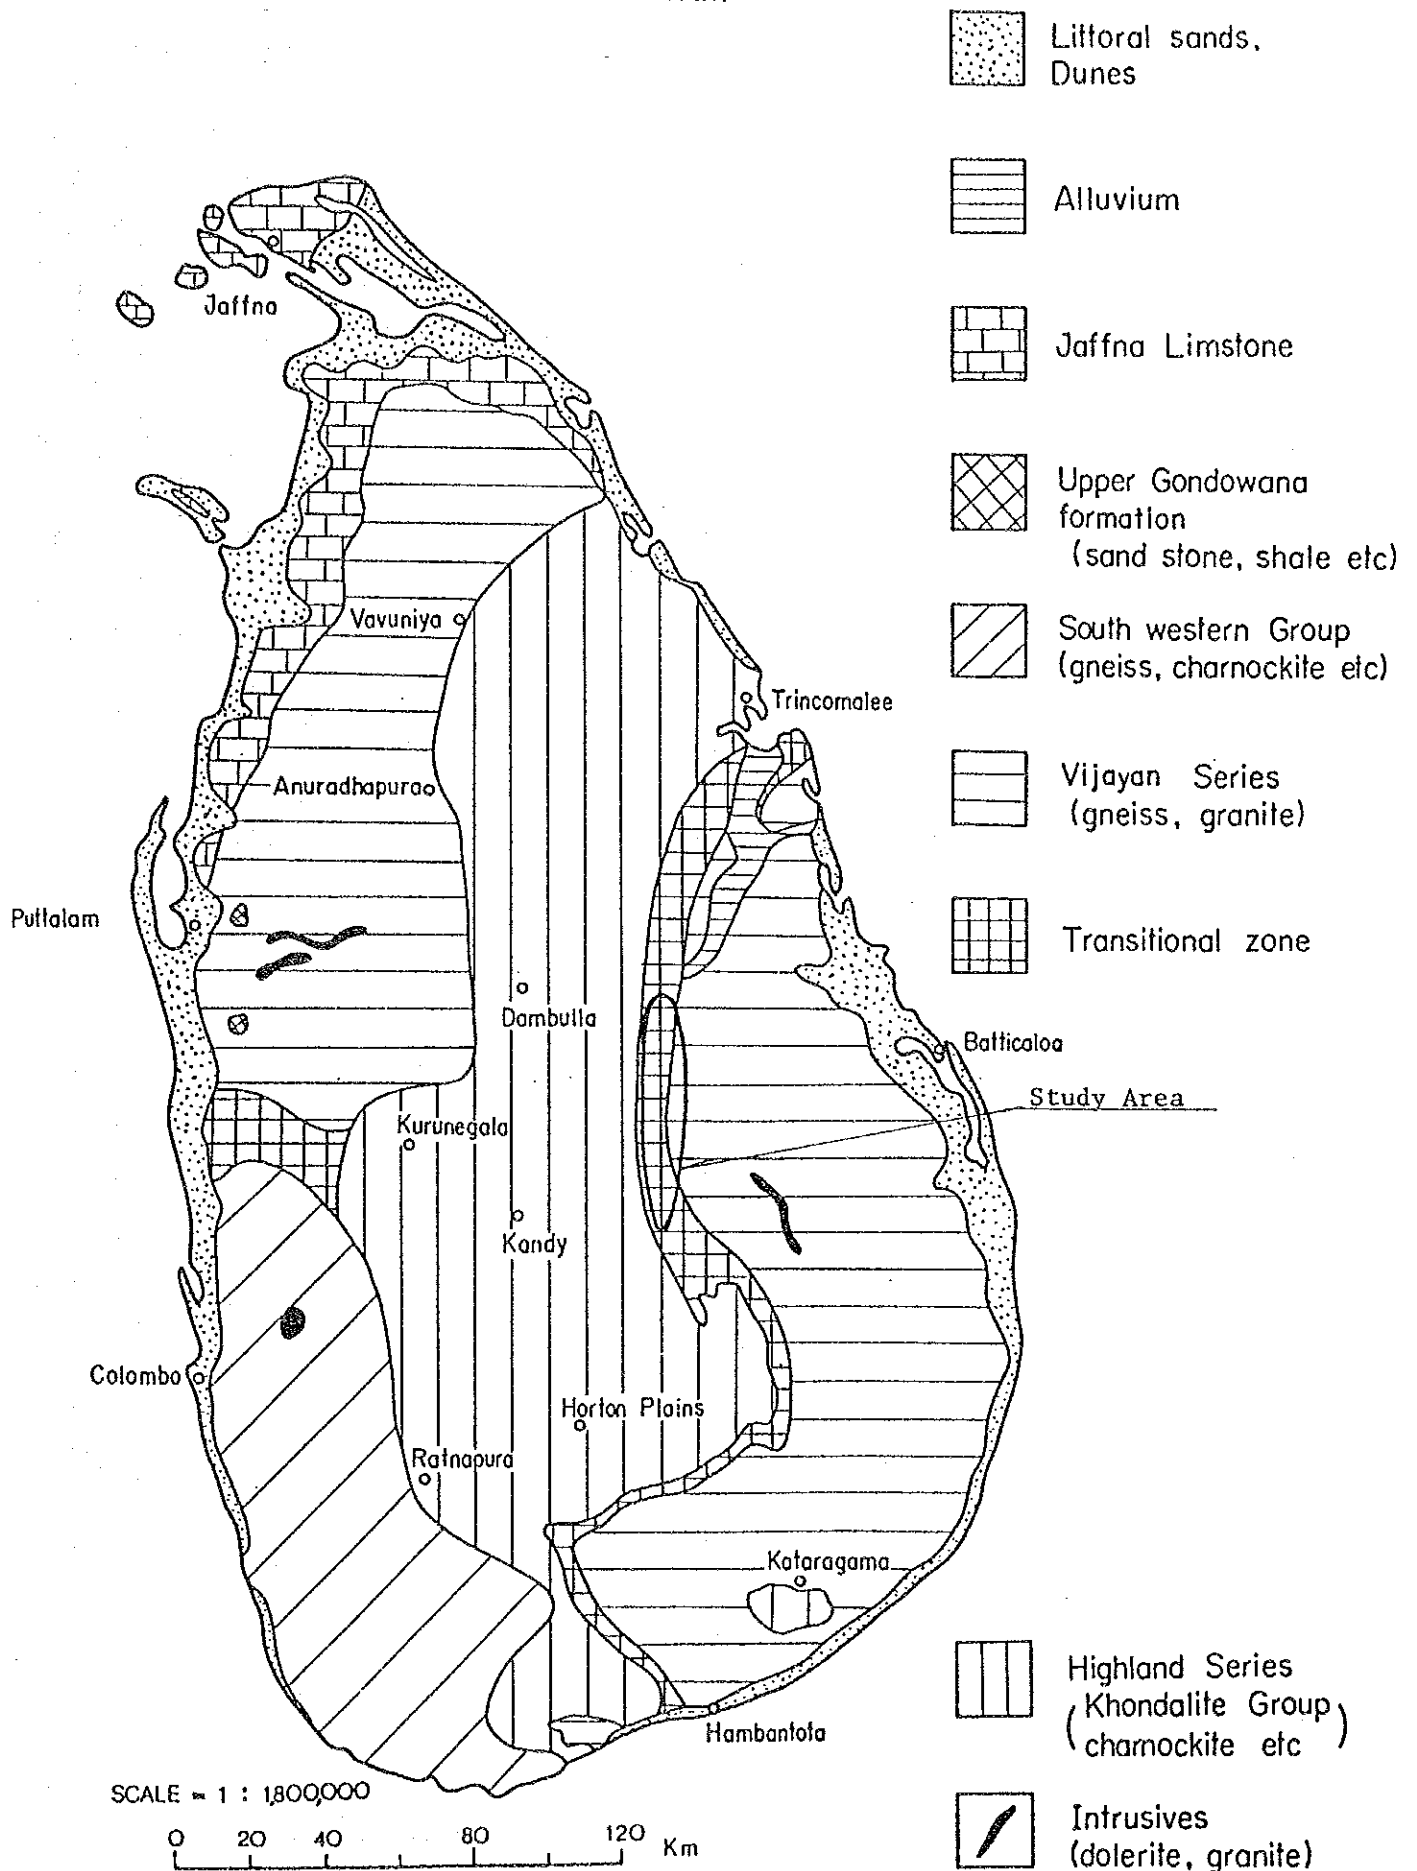 Littoral sands,
Dunes
Alluvium
Jaffna Limstone
Upper Gondowana
formation
(sand stone, shale etc)
South western Group
(gneiss, charnockite etc)
Vijayan Series
(gneiss, granite)
Transitional zone
Jaffna
Vavuniya
Trincomalee
Anuradhapura
Puttalam
Dambulla
Batticaloa
Study Area
Kurunegala
Kandy
Colombo
Horton Plains
Ratnapura
Kataragama
Hambantota
Highland Series
(Khondalite Group
charnockite etc)
Intrusives
(dolerite, granite)
SCALE = 1 : 1,800,000
0 20 40 80 120 Km